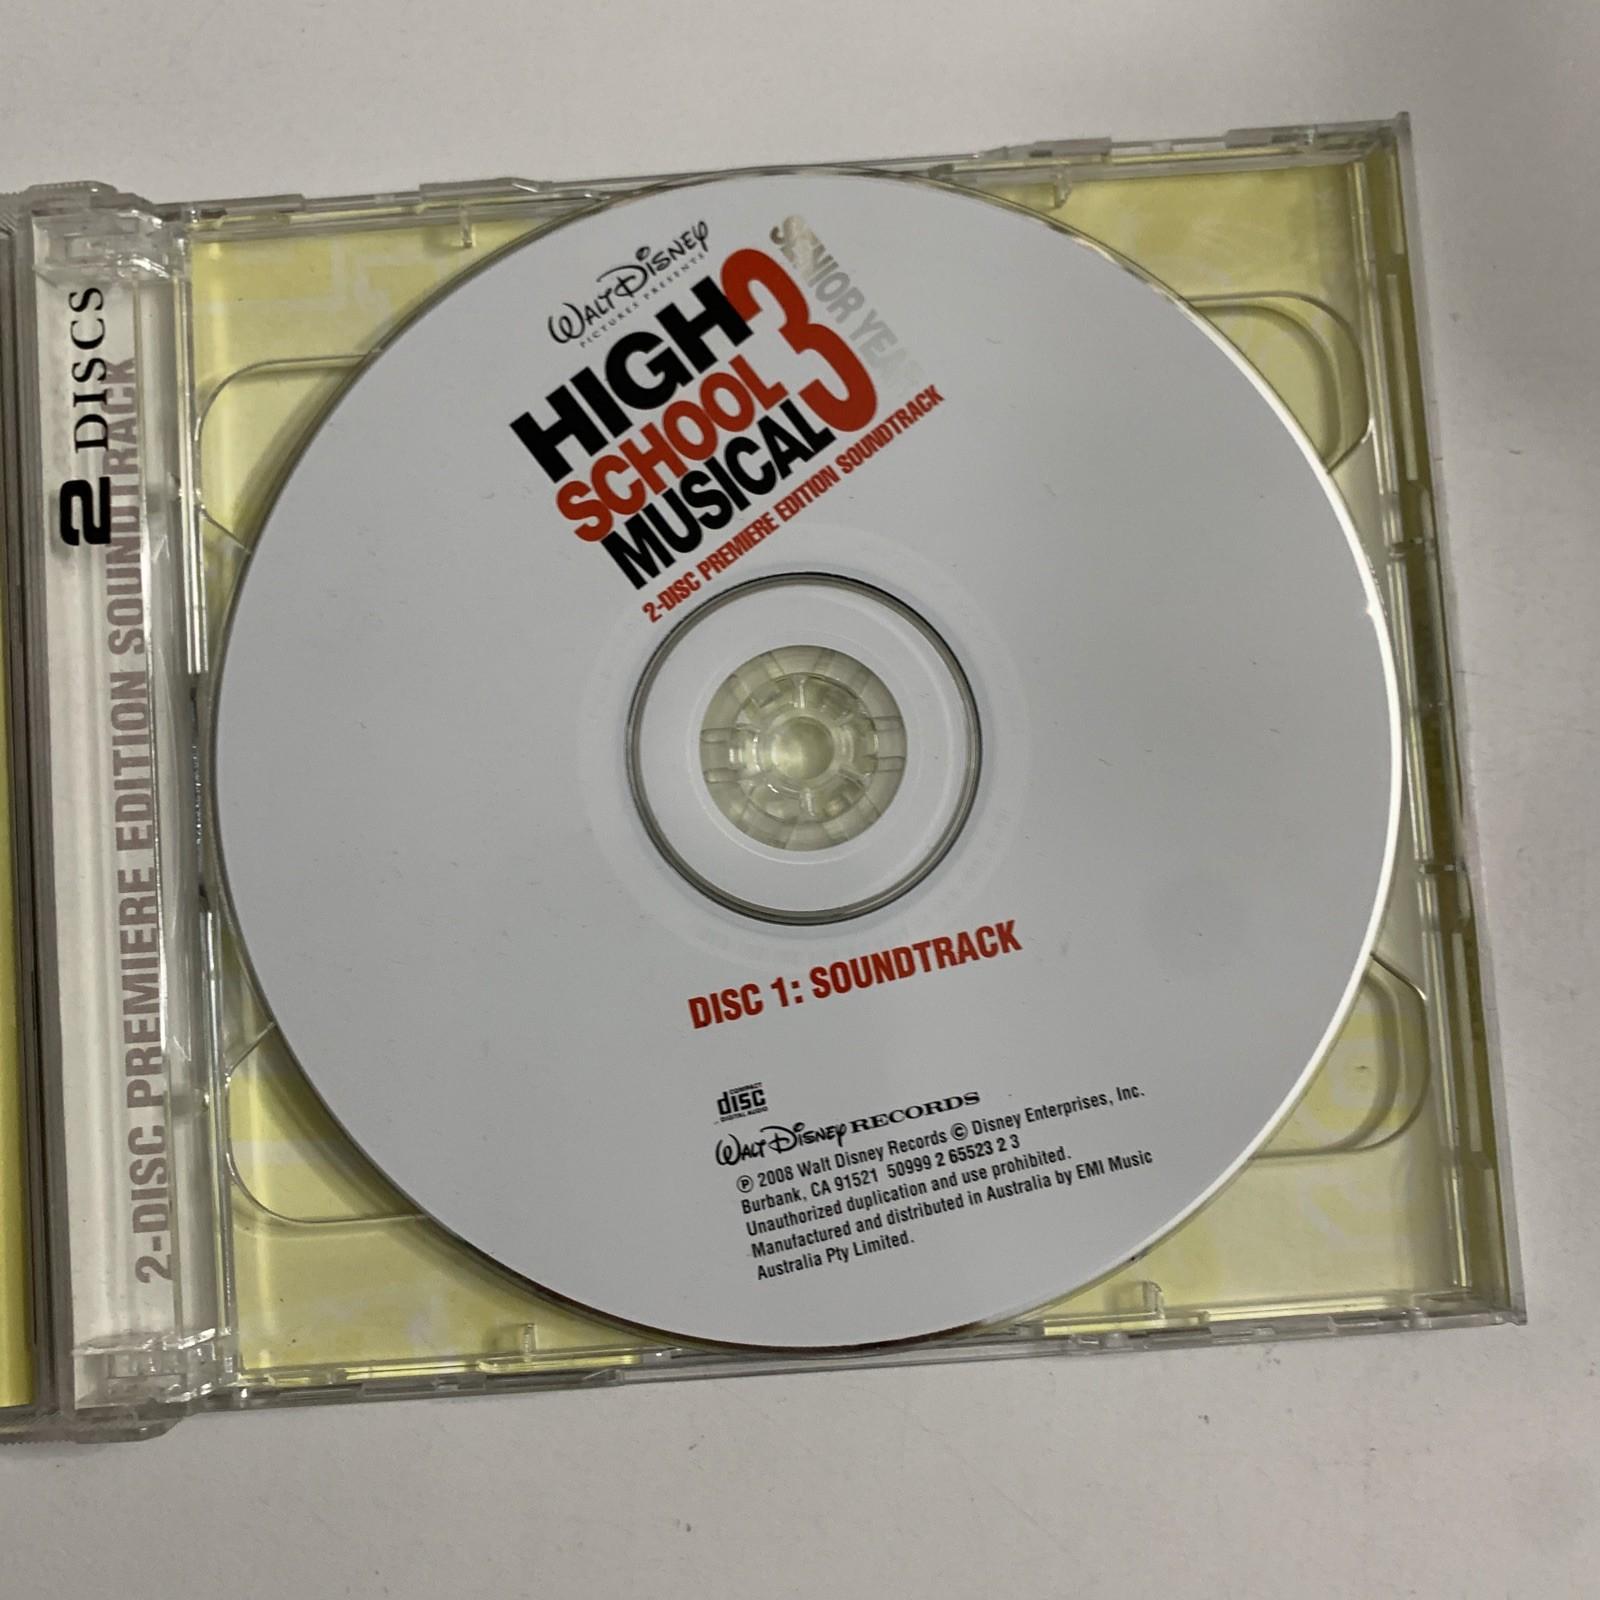 2 DISCS
2-DISC PREMIERE EDITION SOUNDTRACK
WALT DISNEY
PICTURES PRESENTS
HIGH
SCHOOL
MUSICAL
3
SENIOR YEAR
2-DISC PREMIERE EDITION SOUNDTRACK
DISC 1: SOUNDTRACK
COMPACT
disc
DIGITAL AUDIO
WALT DISNEY RECORDS
℗ 2008 Walt Disney Records © Disney Enterprises, Inc.
Burbank, CA 91521 50999 2 65523 2 3
Unauthorized duplication and use prohibited.
Manufactured and distributed in Australia by EMI Music
Australia Pty Limited.